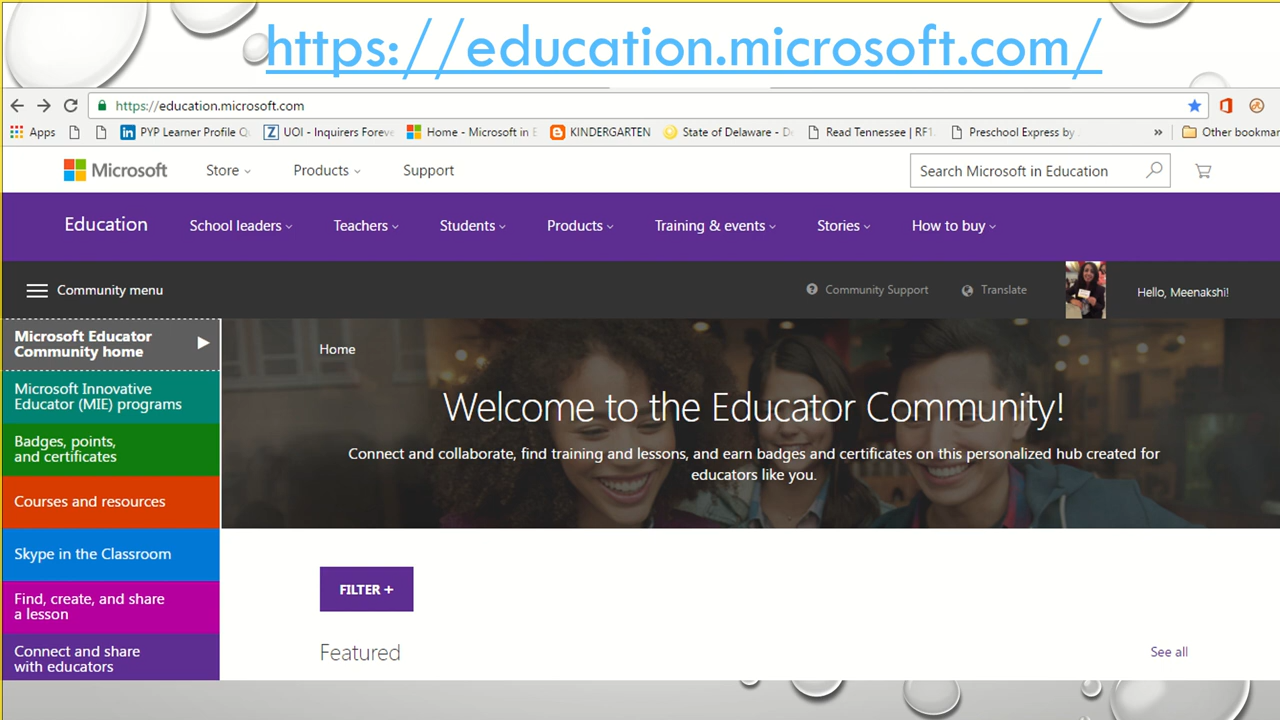 https://education.microsoft.com/
https://education.microsoft.com
Apps PYP Learner Profile UOI - Inquirers Foreve Home - Microsoft in KINDERGARTEN State of Delaware - Read Tennessee | RF1. Preschool Express by » Other bookmar
Microsoft Store Products Support Search Microsoft in Education
Education School leaders Teachers Students Products Training & events Stories How to buy
Community menu Community Support Translate Hello, Meenakshi!
Microsoft Educator
Community home
Home
Microsoft Innovative
Educator (MIE) programs
Welcome to the Educator Community!
Badges, points,
and certificates
Connect and collaborate, find training and lessons, and earn badges and certificates on this personalized hub created for
educators like you.
Courses and resources
Skype in the Classroom
FILTER +
Find, create, and share
a lesson
Connect and share
with educators
Featured See all